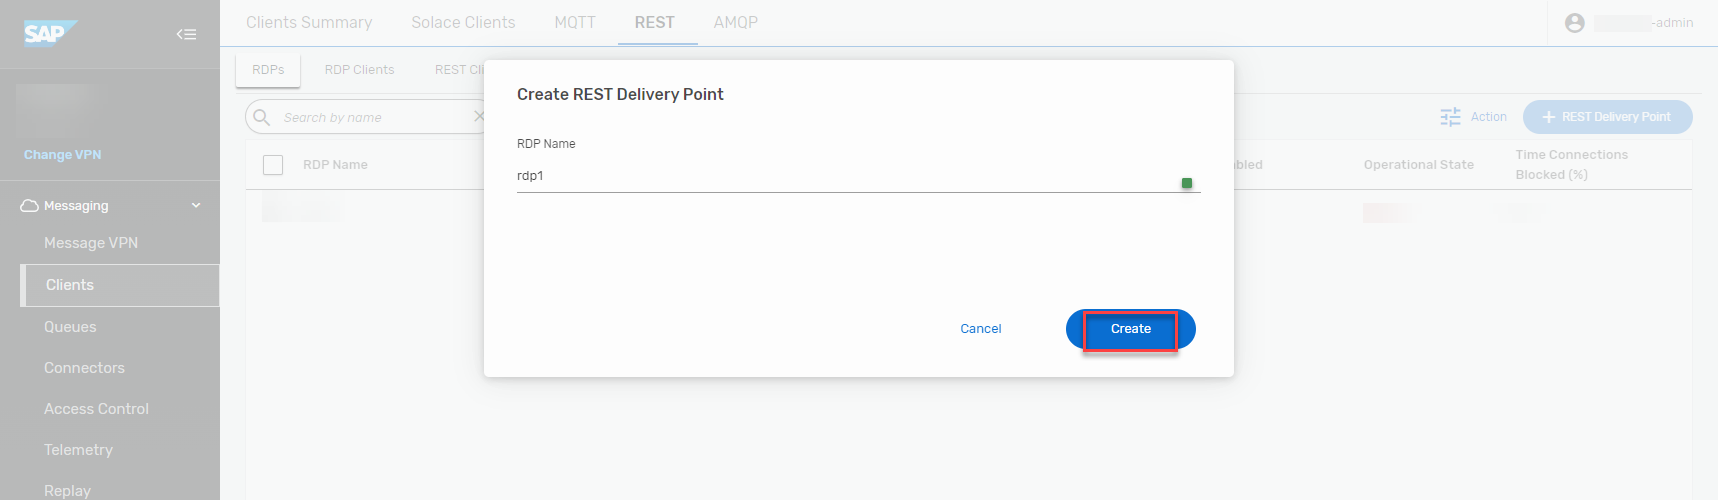 SAP
Change VPN
Messaging
Message VPN
Clients
Queues
Connectors
Access Control
Telemetry
Replay
Clients Summary Solace Clients MQTT REST AMQP
-admin
RDPs RDP Clients REST Cli
Search by name
Action
+ REST Delivery Point
RDP Name
bled
Operational State
Time Connections
Blocked (%)
Create REST Delivery Point
RDP Name
rdp1
Cancel
Create